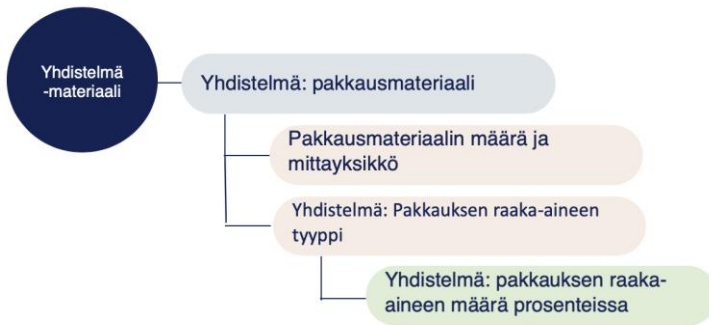 Yhdistelmä
-materiaali
Yhdistelmä: pakkausmateriaali
Pakkausmateriaalin määrä ja
mittayksikkö
Yhdistelmä: Pakkauksen raaka-aineen
tyyppi
Yhdistelmä: pakkauksen raaka-
aineen määrä prosenteissa